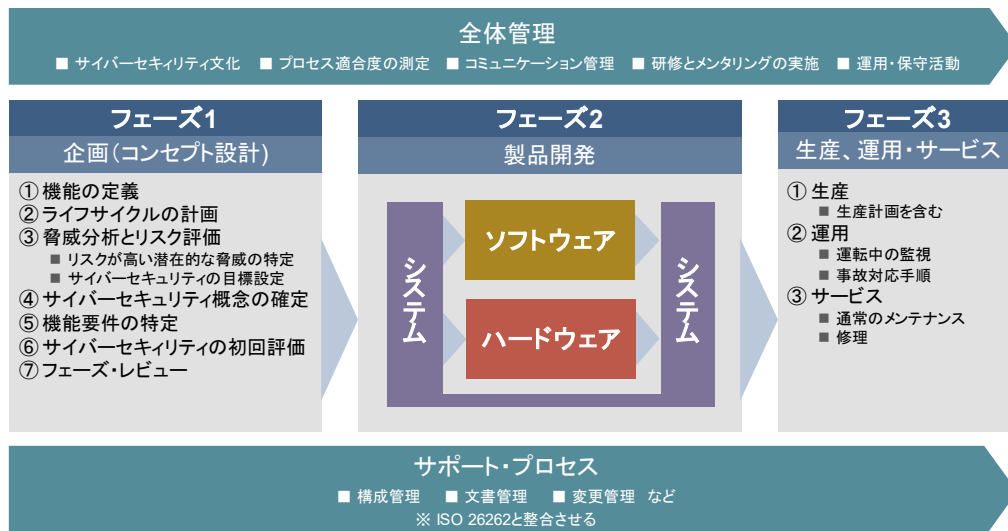 全体管理
■ サイバーセキィリティ文化 ■ プロセス適合度の測定 ■ コミュニケーション管理 ■ 研修とメンタリングの実施 ■ 運用・保守活動
フェーズ1
企画(コンセプト設計)
①機能の定義
②ライフサイクルの計画
③脅威分析とリスク評価
■ リスクが高い潜在的な脅威の特定
■ サイバーセキュリティの目標設定
④サイバーセキュリティ概念の確定
⑤機能要件の特定
⑥サイバーセキィリティの初回評価
⑦フェーズ・レビュー
フェーズ2
製品開発
システム
ソフトウェア
ハードウェア
システム
フェーズ3
生産、運用・サービス
① 生産
■ 生産計画を含む
② 運用
■ 運転中の監視
■ 事故対応手順
③ サービス
■ 通常のメンテナンス
■ 修理
サポート・プロセス
■ 構成管理 ■ 文書管理 ■ 変更管理 など
※ ISO 26262と整合させる